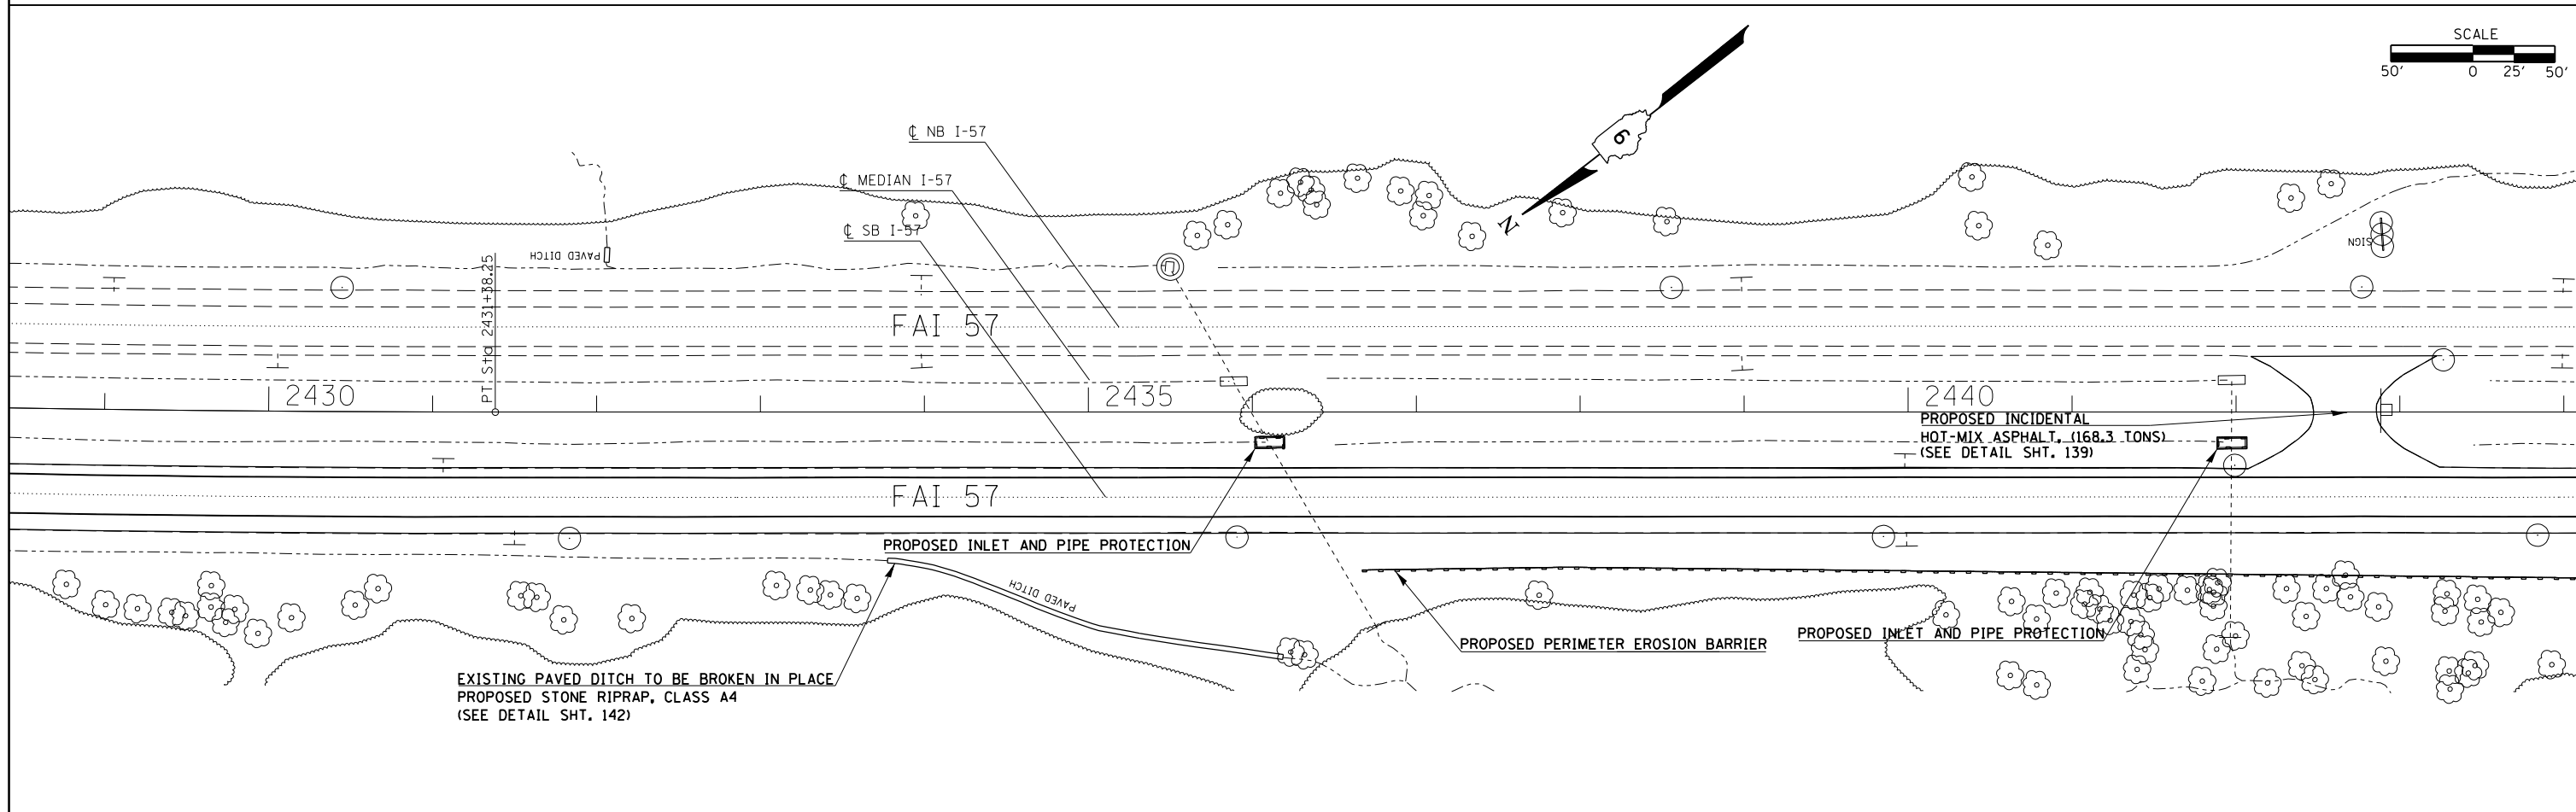 SCALE
50' 0 25' 50'
℄ NB I-57
℄ MEDIAN I-57
℄ SB I-57
6
N
SIGN
PAVED DITCH
PT Sta 2431+38.25
FAI 57
2430
2435
2440
PROPOSED INCIDENTAL
HOT-MIX ASPHALT, (168.3 TONS)
(SEE DETAIL SHT. 139)
FAI 57
PROPOSED INLET AND PIPE PROTECTION
PAVED DITCH
PROPOSED PERIMETER EROSION BARRIER
PROPOSED INLET AND PIPE PROTECTION
EXISTING PAVED DITCH TO BE BROKEN IN PLACE
PROPOSED STONE RIPRAP, CLASS A4
(SEE DETAIL SHT. 142)